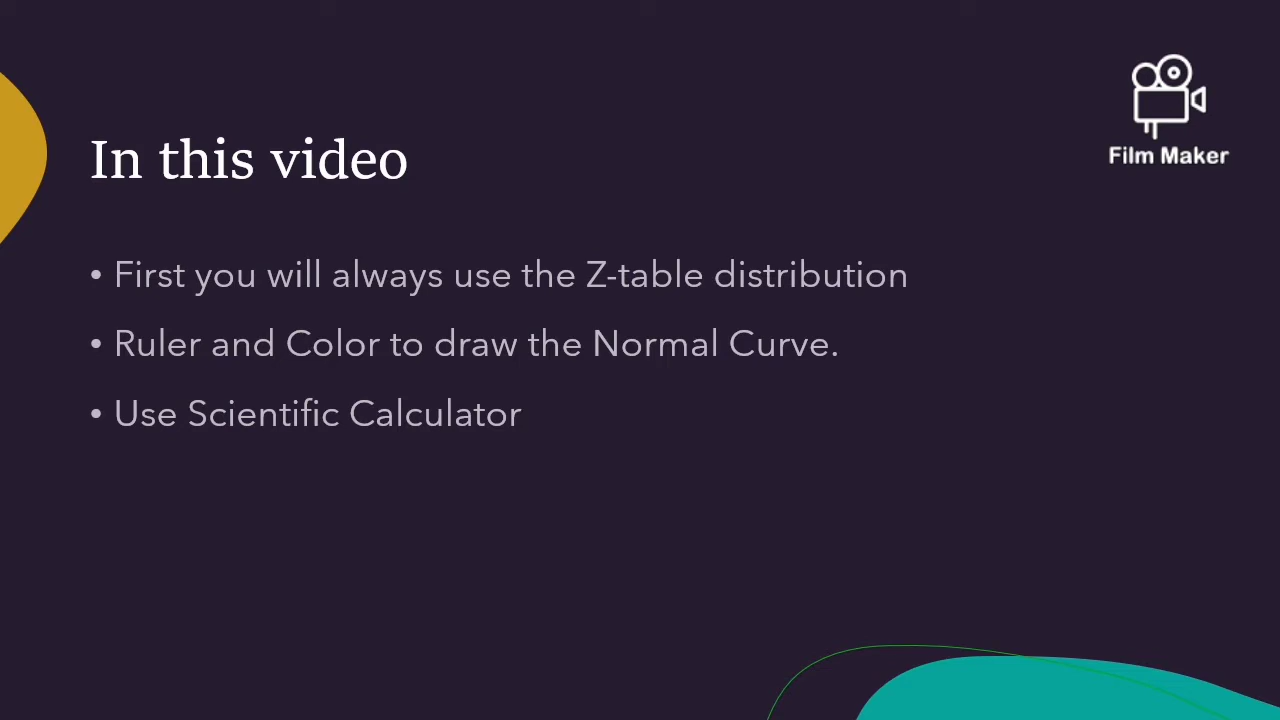 Film Maker
In this video
• First you will always use the Z-table distribution
• Ruler and Color to draw the Normal Curve.
• Use Scientific Calculator